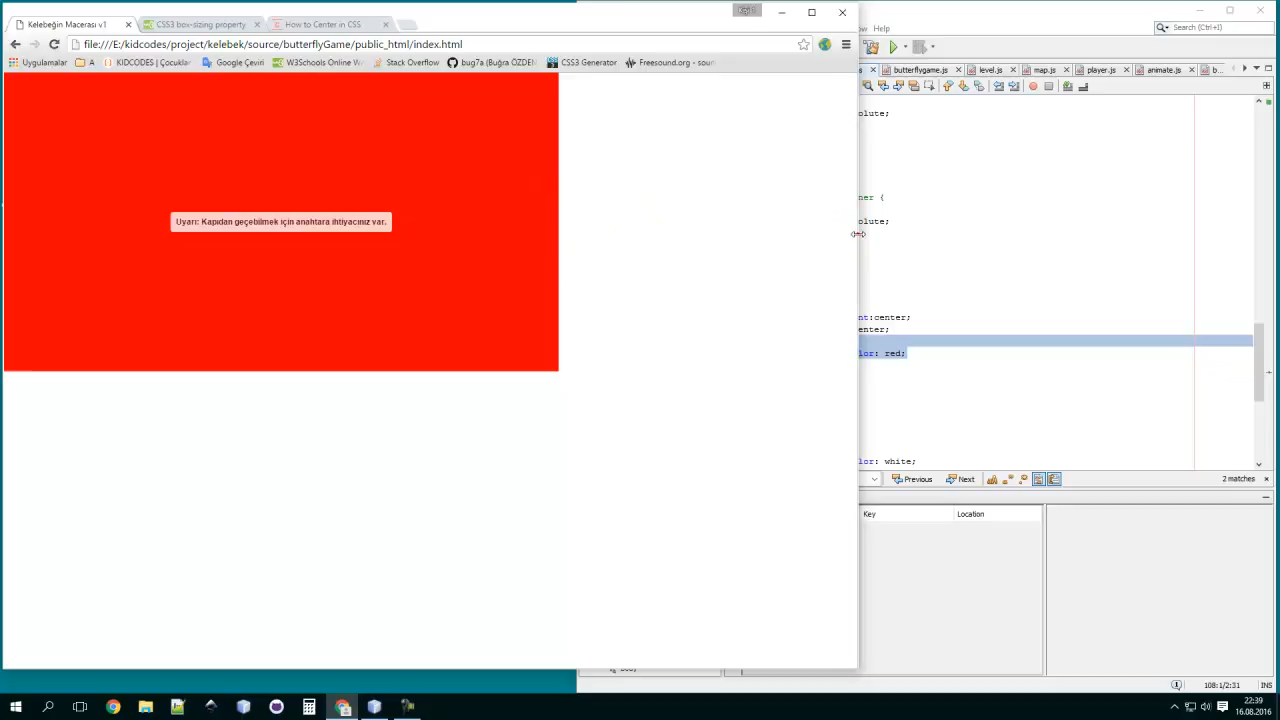 Kelebeğin Macerası v1
CSS3 box-sizing property
How to Center in CSS
file:///E:/kidcodes/project/kelebek/source/butterflyGame/public_html/index.html
Uygulamalar
A
KIDCODES | Çocuklar
Google Çeviri
W3Schools Online W
Stack Overflow
bug7a (Buğra ÖZDEN
CSS3 Generator
Freesound.org - sour
Uyarı: Kapıdan geçebilmek için anahtara ihtiyacınız var.
Help
Search (Ctrl+I)
butterflygame.js
level.js
map.js
player.js
animate.js
b...
olute;
ner {
olute;
nt:center;
enter;
lor: red;
lor: white;
Previous
Next
2 matches
Key
Location
108:1/2:31
INS
22:39
16.08.2016